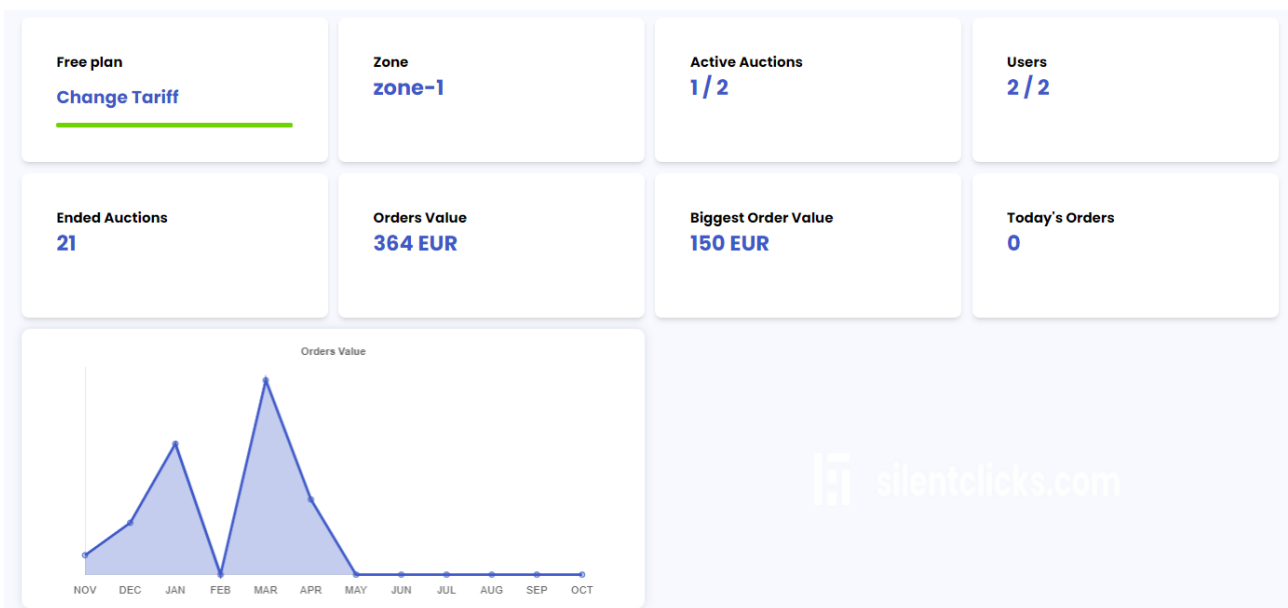 Free plan
Change Tariff
Zone
zone-1
Active Auctions
1 / 2
Users
2 / 2
Ended Auctions
21
Orders Value
364 EUR
Biggest Order Value
150 EUR
Today's Orders
0
Orders Value
NOV DEC JAN FEB MAR APR MAY JUN JUL AUG SEP OCT
silentclicks.com